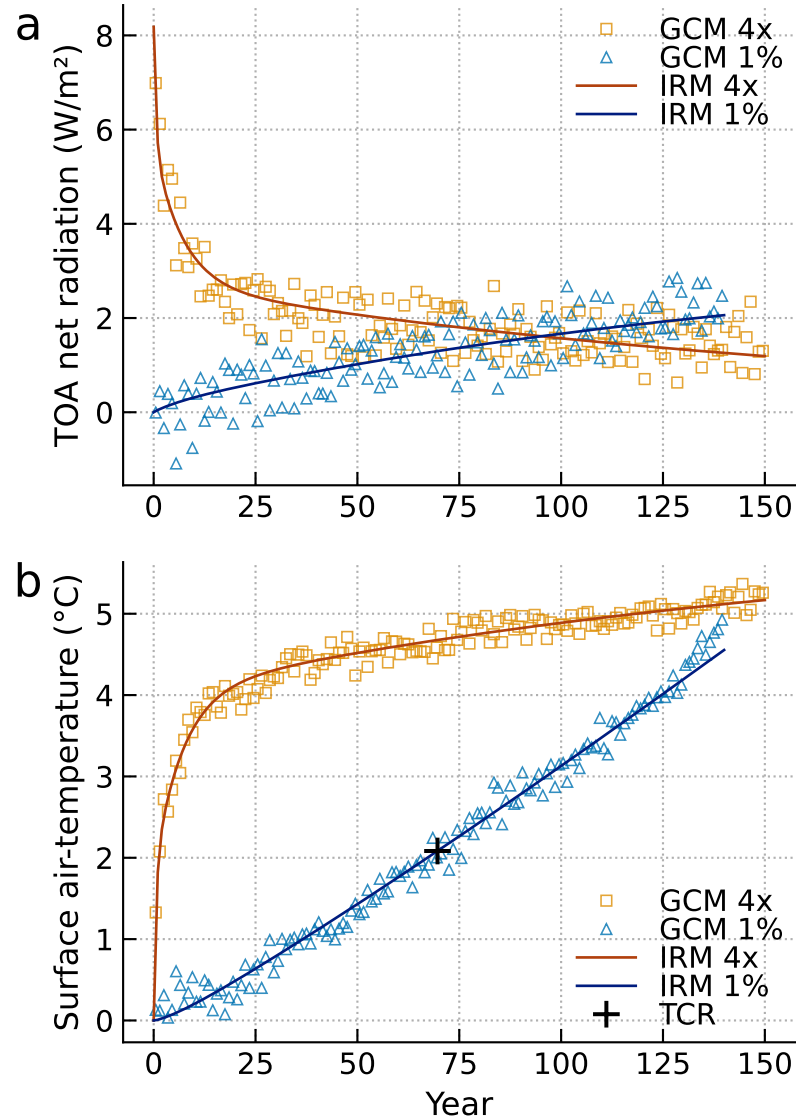 a
TOA net radiation (W/m²)
8
6
4
2
0
GCM 4x
GCM 1%
IRM 4x
IRM 1%
0 25 50 75 100 125 150
b
Surface air-temperature (°C)
5
4
3
2
1
0
GCM 4x
GCM 1%
IRM 4x
IRM 1%
TCR
0 25 50 75 100 125 150
Year